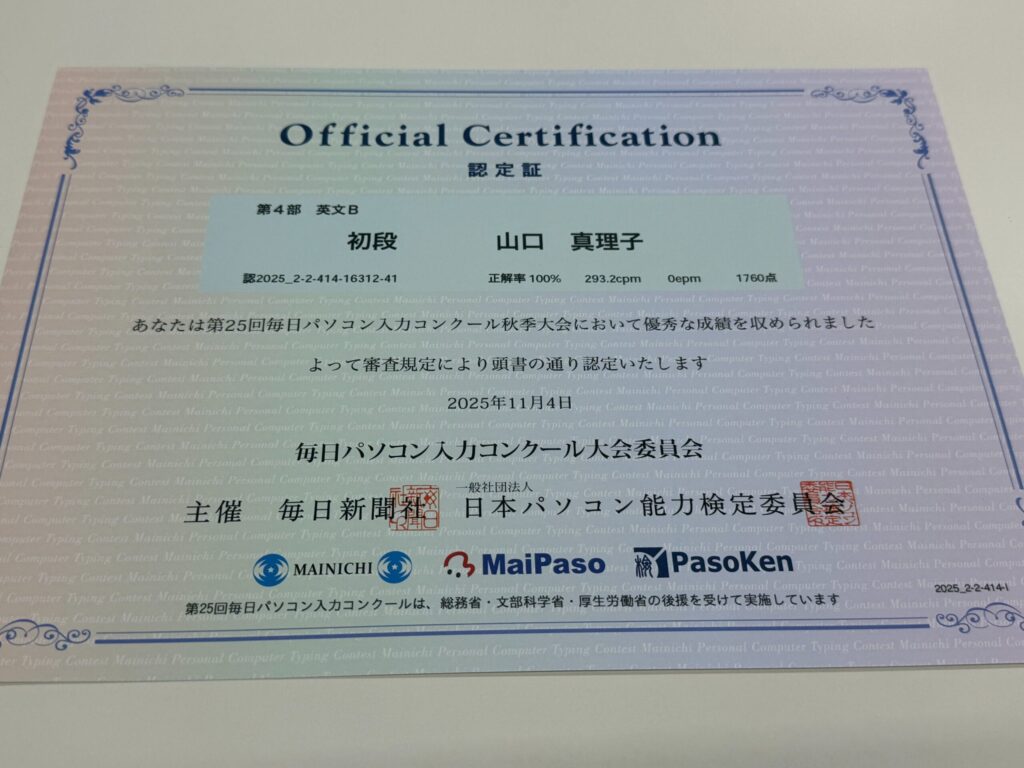 Official Certification
認定証
第4部 英文B
初段 山口 真理子
認2025_2-2-414-16312-41 正解率 100% 293.2cpm 0epm 1760点
あなたは第25回毎日パソコン入力コンクール秋季大会において優秀な成績を収められました
よって審査規定により頭書の通り認定いたします
2025年11月4日
毎日パソコン入力コンクール大会委員会
主催 毎日新聞社 一般社団法人 日本パソコン能力検定委員会
MAINICHI MaiPaso 検 PasoKen
第25回毎日パソコン入力コンクールは、総務省・文部科学省・厚生労働省の後援を受けて実施しています
2025_2-2-414-I
Mainichi Personal Computer Typing Contest